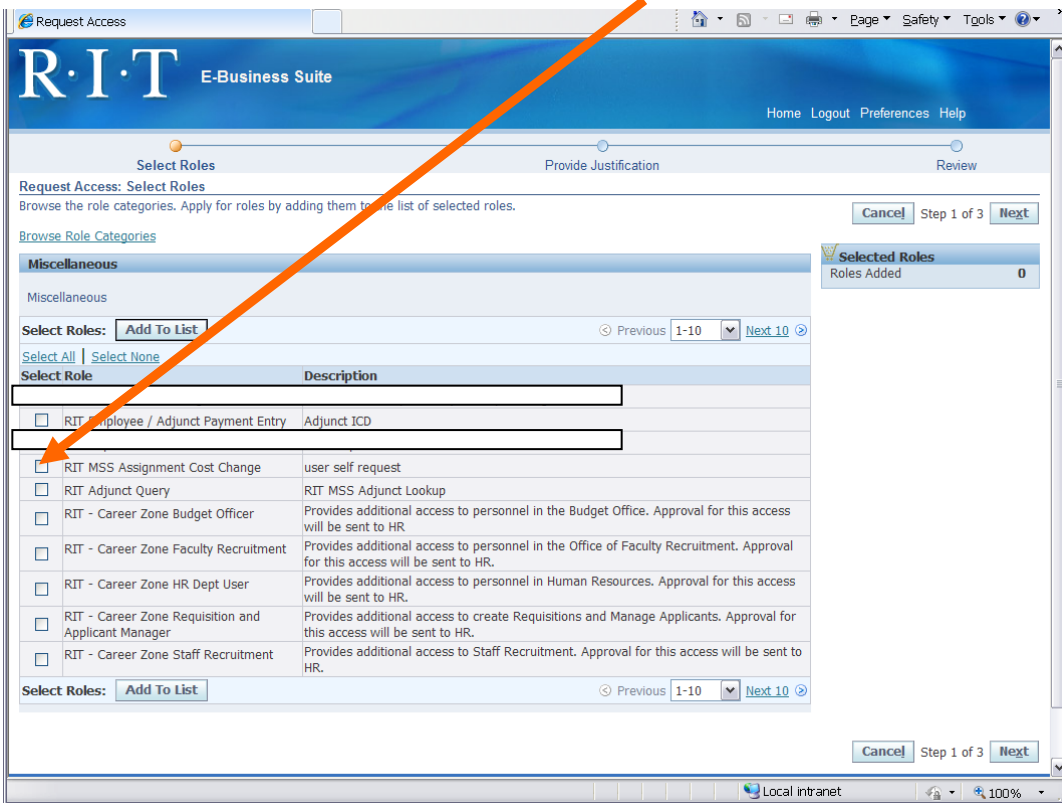 Request Access
Page Safety Tools
R·I·T E-Business Suite
Home Logout Preferences Help
Select Roles Provide Justification Review
Request Access: Select Roles
Browse the role categories. Apply for roles by adding them to the list of selected roles.
Cancel Step 1 of 3 Next
Browse Role Categories
Miscellaneous
Selected Roles
Roles Added 0
Miscellaneous
Select Roles: Add To List Previous 1-10 Next 10
Select All | Select None
Select Role Description
RIT Employee / Adjunct Payment Entry Adjunct ICD
RIT MSS Assignment Cost Change user self request
RIT Adjunct Query RIT MSS Adjunct Lookup
RIT - Career Zone Budget Officer Provides additional access to personnel in the Budget Office. Approval for this access
will be sent to HR
RIT - Career Zone Faculty Recruitment Provides additional access to personnel in the Office of Faculty Recruitment. Approval
for this access will be sent to HR.
RIT - Career Zone HR Dept User Provides additional access to personnel in Human Resources. Approval for this access
will be sent to HR.
RIT - Career Zone Requisition and Provides additional access to create Requisitions and Manage Applicants. Approval for
Applicant Manager this access will be sent to HR.
RIT - Career Zone Staff Recruitment Provides additional access to Staff Recruitment. Approval for this access will be sent to
HR.
Select Roles: Add To List Previous 1-10 Next 10
Cancel Step 1 of 3 Next
Local intranet 100%